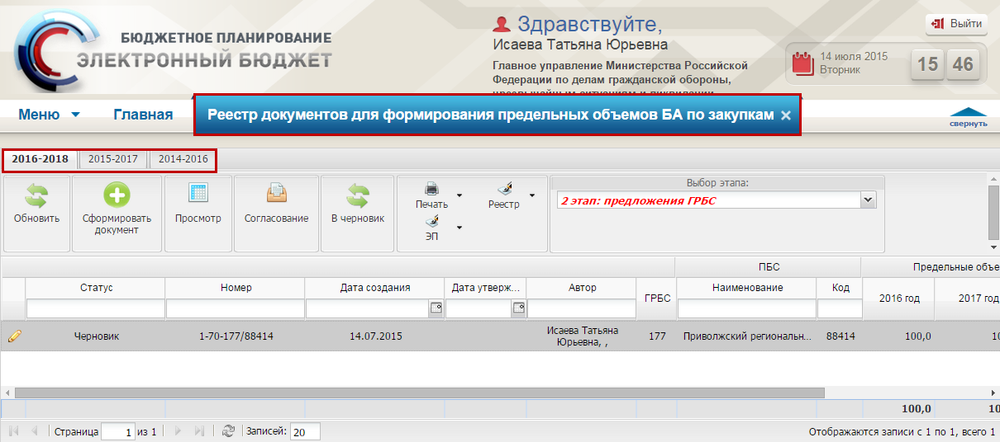 БЮДЖЕТНОЕ ПЛАНИРОВАНИЕ
ЭЛЕКТРОННЫЙ БЮДЖЕТ
Здравствуйте,
Исаева Татьяна Юрьевна
Главное управление Министерства Российской
Федерации по делам гражданской обороны,
чрезвычайным ситуациям и ликвидации
Выйти
14 июля 2015
Вторник
15 46
Меню
Главная
Реестр документов для формирования предельных объемов БА по закупкам
свернуть
2016-2018 2015-2017 2014-2016
Обновить
Сформировать
документ
Просмотр
Согласование
В черновик
Печать
Реестр
ЭП
Выбор этапа:
2 этап: предложения ГРБС
ПБС Предельные объе
Статус Номер Дата создания Дата утверж... Автор ГРБС Наименование Код 2016 год 2017 год
Черновик 1-70-177/88414 14.07.2015 Исаева Татьяна
Юрьевна, , 177 Приволжский региональн... 88414 100,0 10
100,0 10
Страница 1 из 1 Записей: 20 Отображаются записи с 1 по 1, всего 1